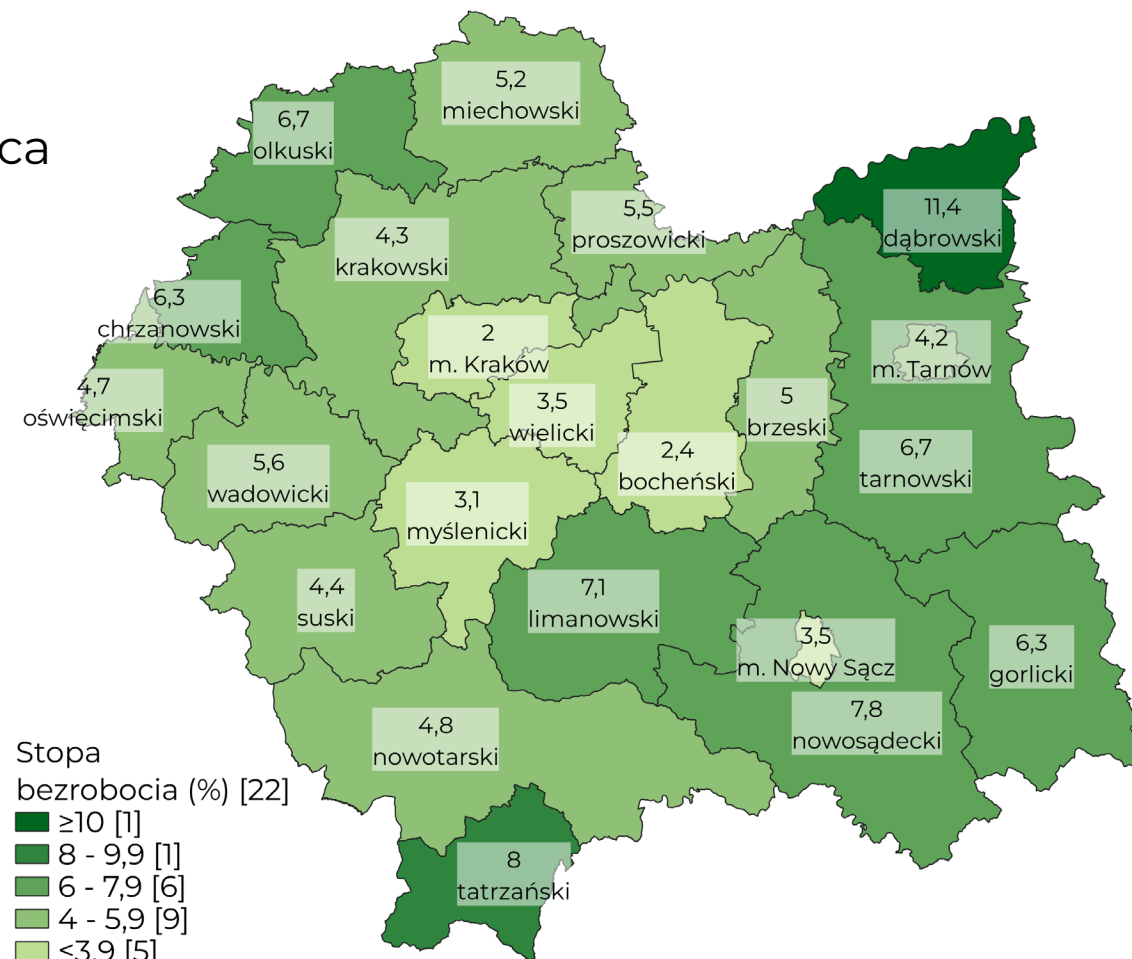 ca
5,2
miechowski
6,7
olkuski
11,4
dąbrowski
5,5
proszowicki
4,3
krakowski
6,3
chrzanowski
2
m. Kraków
4,2
m. Tarnów
4,7
oświęcimski
3,5
wielicki
5
brzeski
2,4
bocheński
6,7
tarnowski
5,6
wadowicki
3,1
myślenicki
4,4
suski
7,1
limanowski
3,5
m. Nowy Sącz
6,3
gorlicki
7,8
nowosądecki
4,8
nowotarski
8
tatrzański
Stopa
bezrobocia (%) [22]
≥10 [1]
8 - 9,9 [1]
6 - 7,9 [6]
4 - 5,9 [9]
≤3,9 [5]